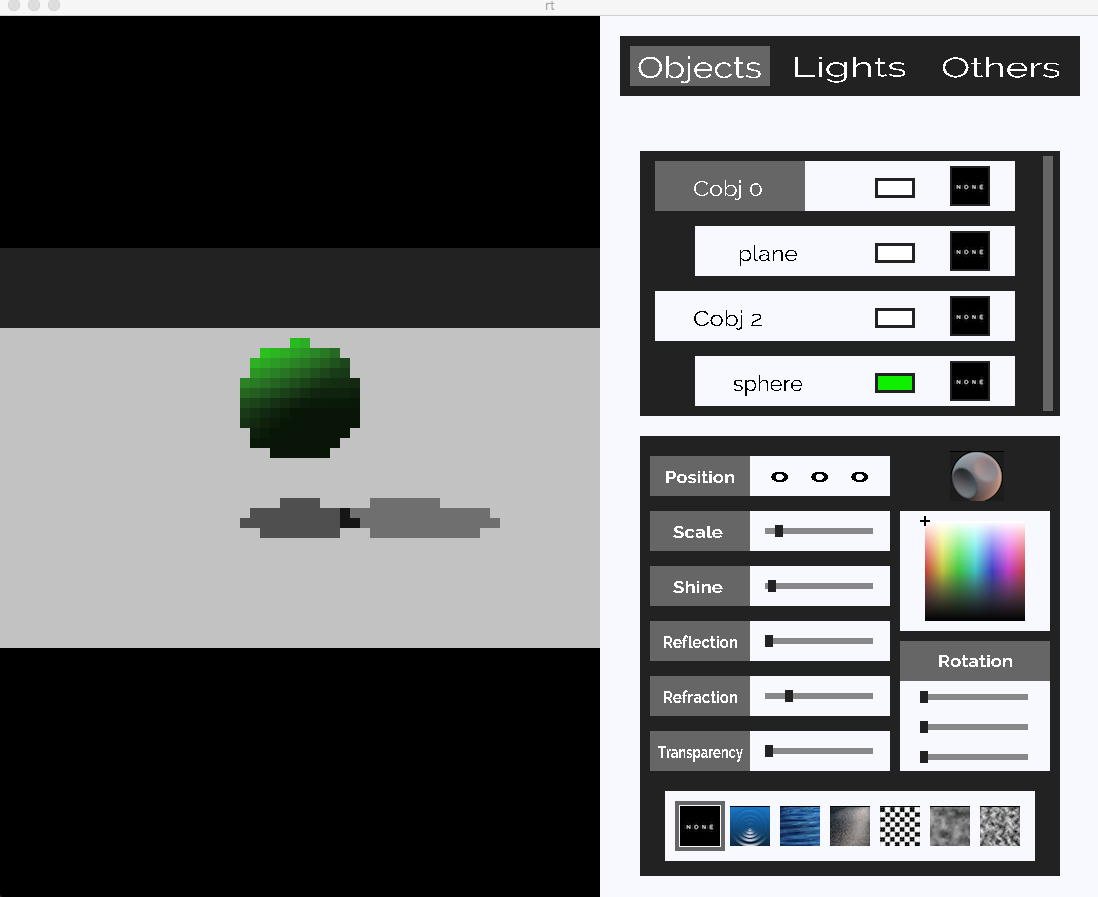 rt
Objects Lights Others
Cobj 0 NONE
plane NONE
Cobj 2 NONE
sphere NONE
Position 0 0 0
Scale
Shine
Reflection
Refraction
Transparency
Rotation
NONE